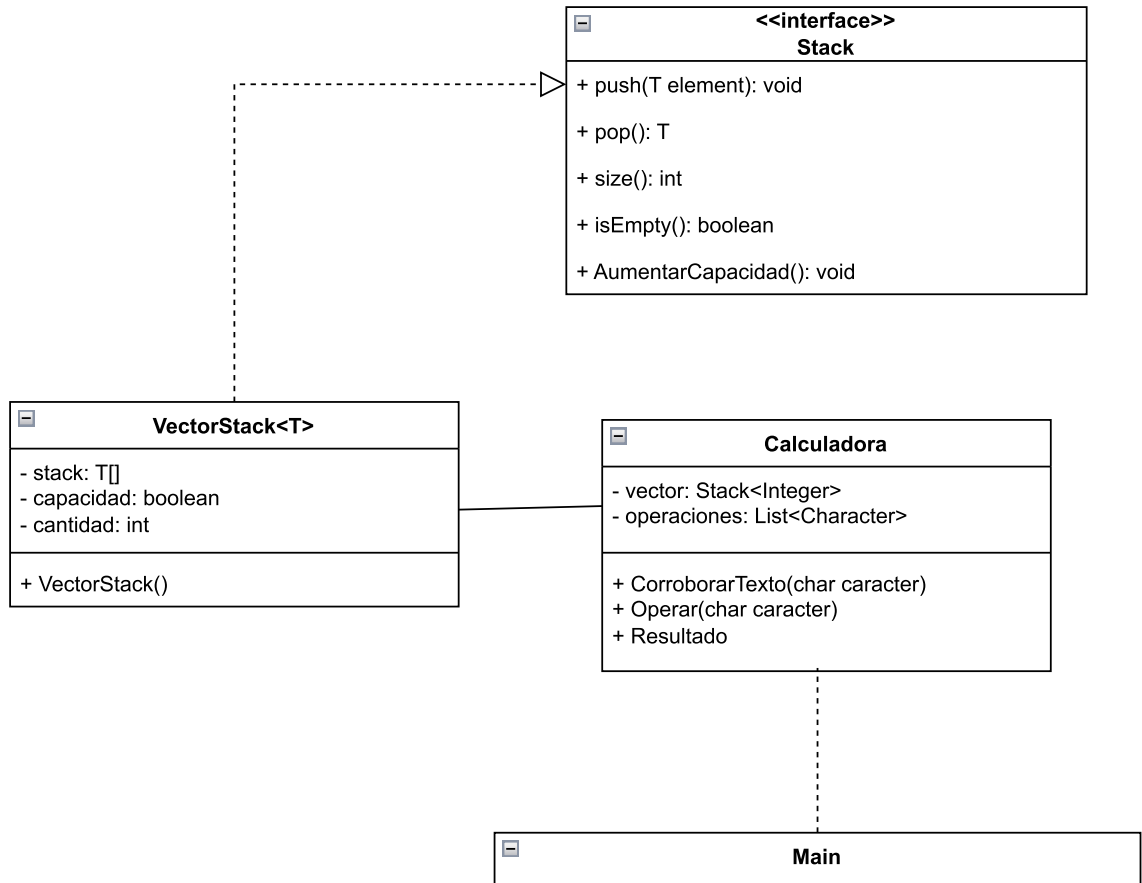 <<interface>>
Stack
+ push(T element): void
+ pop(): T
+ size(): int
+ isEmpty(): boolean
+ AumentarCapacidad(): void
VectorStack<T>
- stack: T[]
- capacidad: boolean
- cantidad: int
+ VectorStack()
Calculadora
- vector: Stack<Integer>
- operaciones: List<Character>
+ CorroborarTexto(char caracter)
+ Operar(char caracter)
+ Resultado
Main